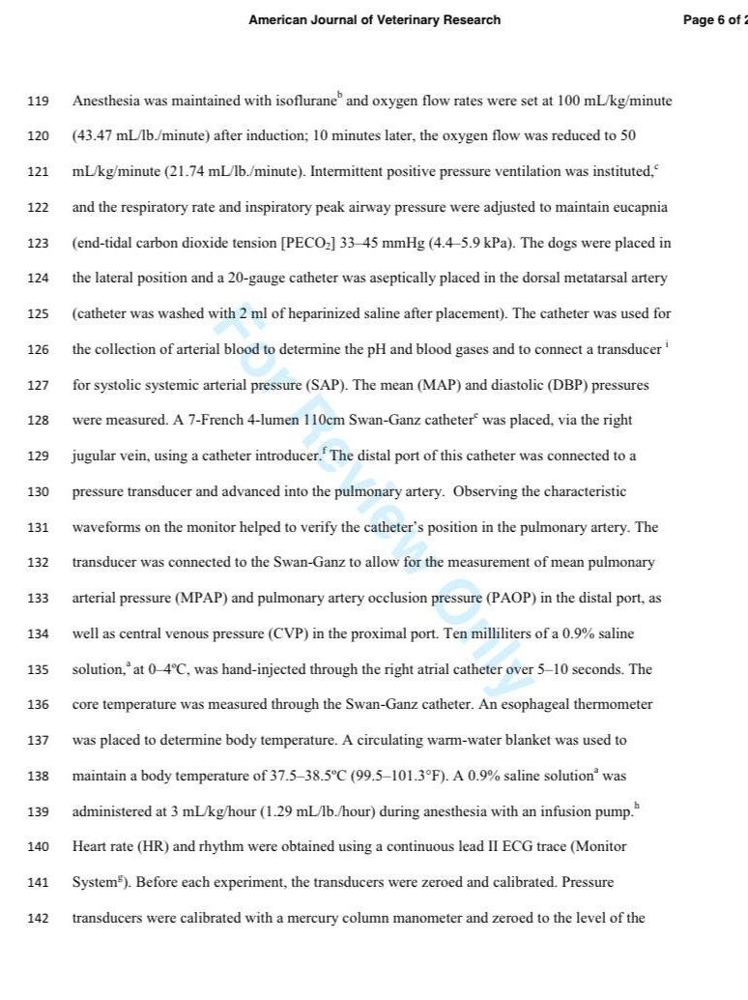 American Journal of Veterinary Research
Page 6 of 2
119 Anesthesia was maintained with isofluraneᵇ and oxygen flow rates were set at 100 mL/kg/minute
120 (43.47 mL/lb./minute) after induction; 10 minutes later, the oxygen flow was reduced to 50
121 mL/kg/minute (21.74 mL/lb./minute). Intermittent positive pressure ventilation was instituted,ᶜ
122 and the respiratory rate and inspiratory peak airway pressure were adjusted to maintain eucapnia
123 (end-tidal carbon dioxide tension [PECO₂] 33–45 mmHg (4.4–5.9 kPa). The dogs were placed in
124 the lateral position and a 20-gauge catheter was aseptically placed in the dorsal metatarsal artery
125 (catheter was washed with 2 ml of heparinized saline after placement). The catheter was used for
126 the collection of arterial blood to determine the pH and blood gases and to connect a transducer ⁱ
127 for systolic systemic arterial pressure (SAP). The mean (MAP) and diastolic (DBP) pressures
128 were measured. A 7-French 4-lumen 110cm Swan-Ganz catheterᵉ was placed, via the right
129 jugular vein, using a catheter introducer.ᶠ The distal port of this catheter was connected to a
130 pressure transducer and advanced into the pulmonary artery. Observing the characteristic
131 waveforms on the monitor helped to verify the catheter's position in the pulmonary artery. The
132 transducer was connected to the Swan-Ganz to allow for the measurement of mean pulmonary
133 arterial pressure (MPAP) and pulmonary artery occlusion pressure (PAOP) in the distal port, as
134 well as central venous pressure (CVP) in the proximal port. Ten milliliters of a 0.9% saline
135 solution,ᵃ at 0–4ºC, was hand-injected through the right atrial catheter over 5–10 seconds. The
136 core temperature was measured through the Swan-Ganz catheter. An esophageal thermometer
137 was placed to determine body temperature. A circulating warm-water blanket was used to
138 maintain a body temperature of 37.5–38.5ºC (99.5–101.3°F). A 0.9% saline solutionᵃ was
139 administered at 3 mL/kg/hour (1.29 mL/lb./hour) during anesthesia with an infusion pump.ʰ
140 Heart rate (HR) and rhythm were obtained using a continuous lead II ECG trace (Monitor
141 Systemᵍ). Before each experiment, the transducers were zeroed and calibrated. Pressure
142 transducers were calibrated with a mercury column manometer and zeroed to the level of the
For Review Only